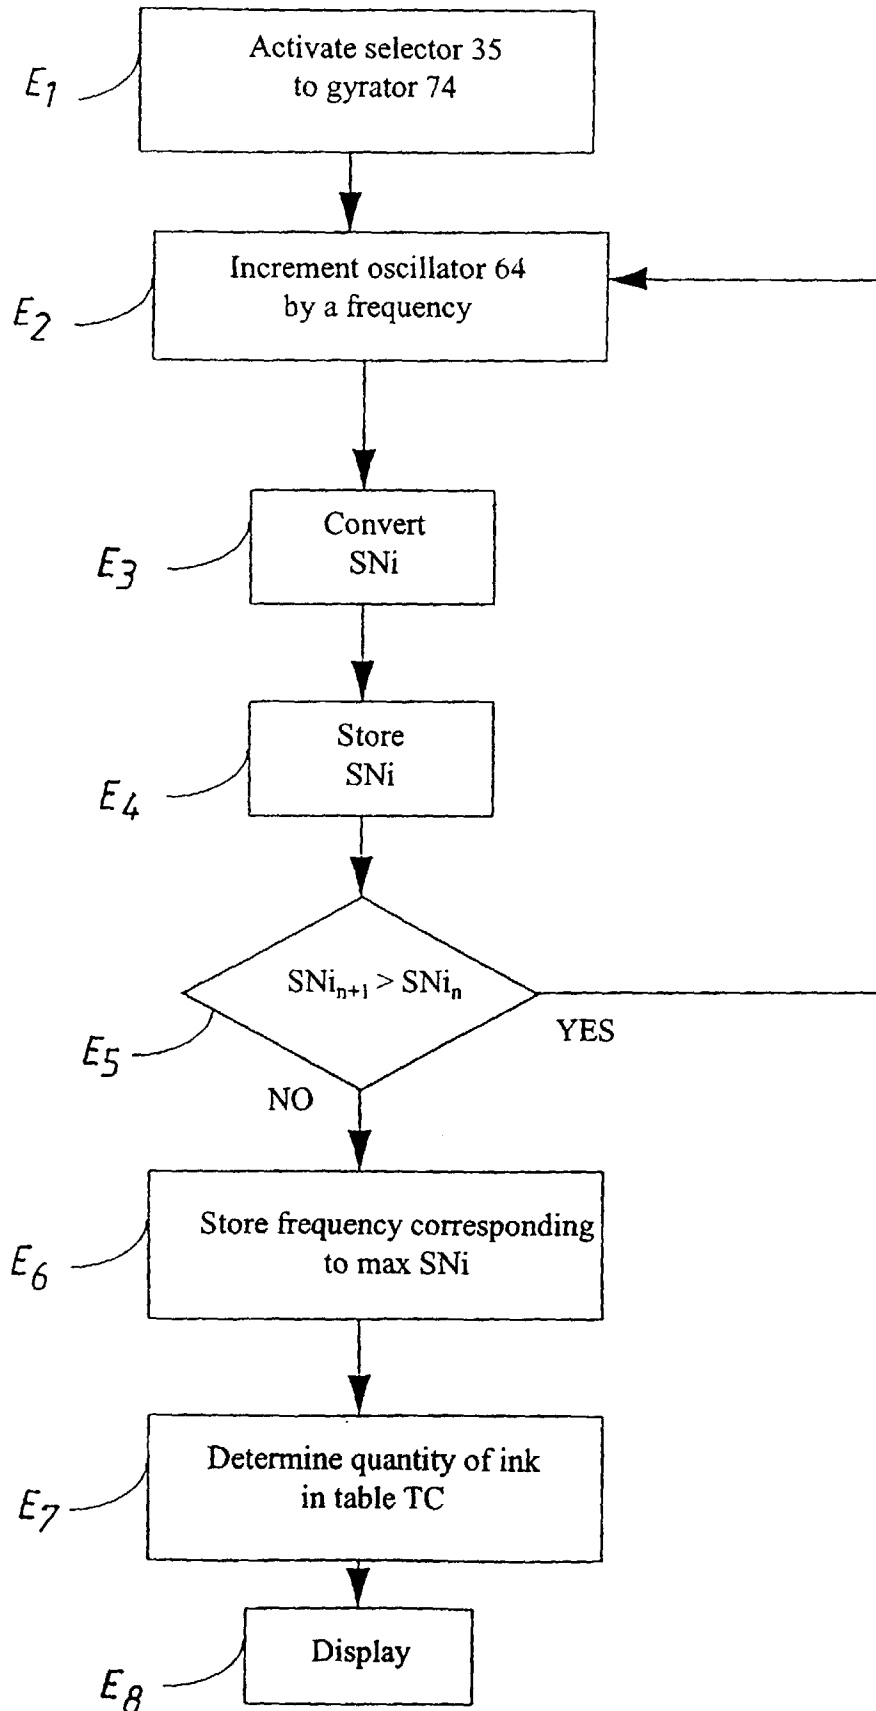 Activate selector 35
to gyrator 74
E1
Increment oscillator 64
by a frequency
E2
Convert
SNi
E3
Store
SNi
E4
SNiₙ₊₁ > SNiₙ
YES
E5
NO
Store frequency corresponding
to max SNi
E6
Determine quantity of ink
in table TC
E7
Display
E8